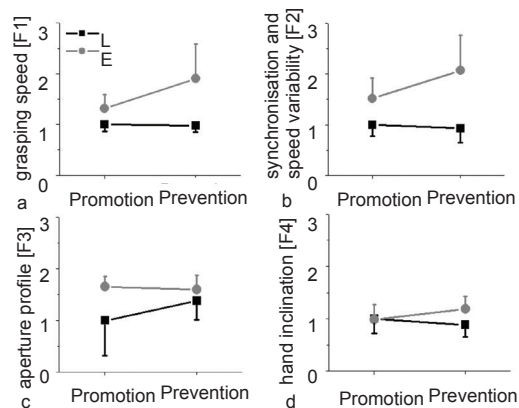 grasping speed [F1]
3
2
1
0
L
E
a
Promotion Prevention
synchronisation and
speed variability [F2]
3
2
1
0
b
Promotion Prevention
aperture profile [F3]
3
2
1
0
c
Promotion Prevention
hand inclination [F4]
3
2
1
0
d
Promotion Prevention